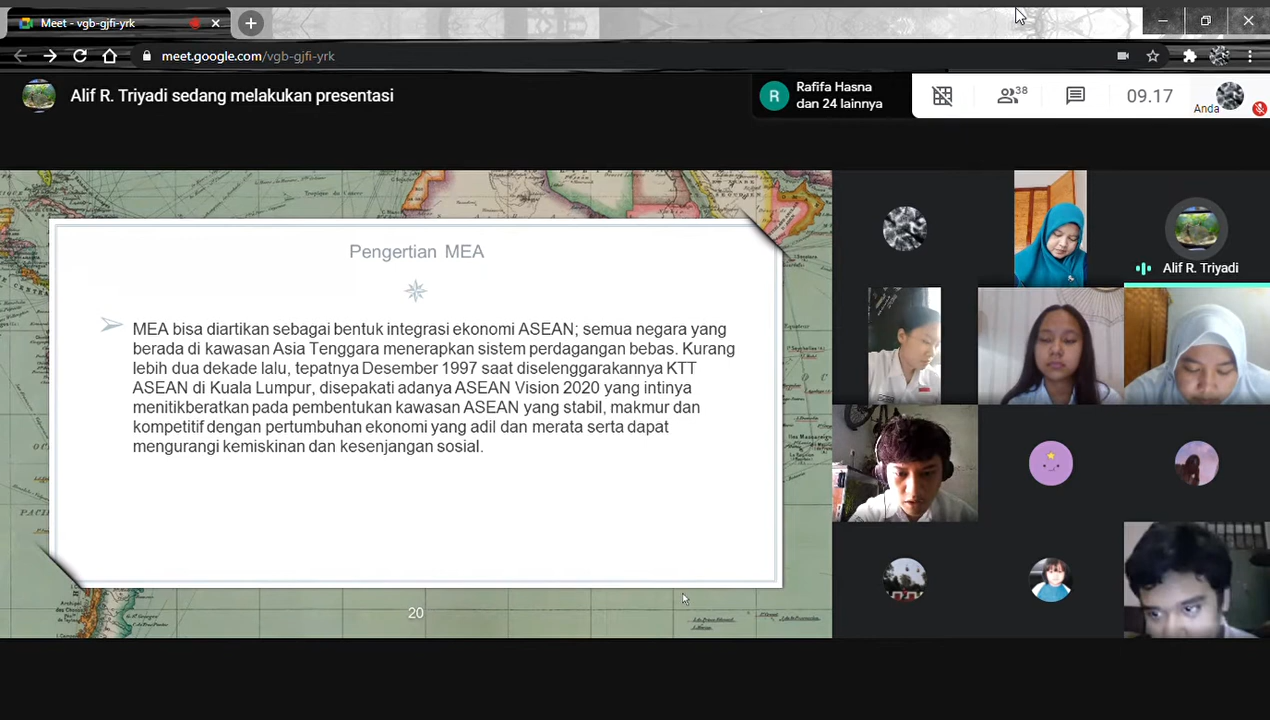 Meet - vgb-gjfi-yrk
meet.google.com/vgb-gjfi-yrk
Alif R. Triyadi sedang melakukan presentasi
R
Rafifa Hasna
dan 24 lainnya
38
09.17
Anda
Pengertian MEA
MEA bisa diartikan sebagai bentuk integrasi ekonomi ASEAN; semua negara yang
berada di kawasan Asia Tenggara menerapkan sistem perdagangan bebas. Kurang
lebih dua dekade lalu, tepatnya Desember 1997 saat diselenggarakannya KTT
ASEAN di Kuala Lumpur, disepakati adanya ASEAN Vision 2020 yang intinya
menitikberatkan pada pembentukan kawasan ASEAN yang stabil, makmur dan
kompetitif dengan pertumbuhan ekonomi yang adil dan merata serta dapat
mengurangi kemiskinan dan kesenjangan sosial.
20
Alif R. Triyadi